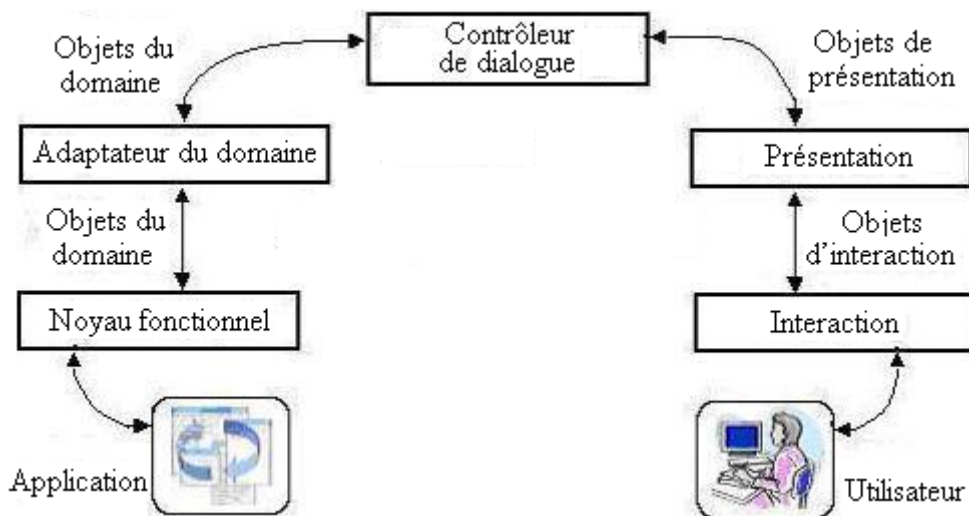 Objets du
domaine
Contrôleur
de dialogue
Objets de
présentation
Adaptateur du domaine
Présentation
Objets du
domaine
Objets
d'interaction
Noyau fonctionnel
Interaction
Application
Utilisateur